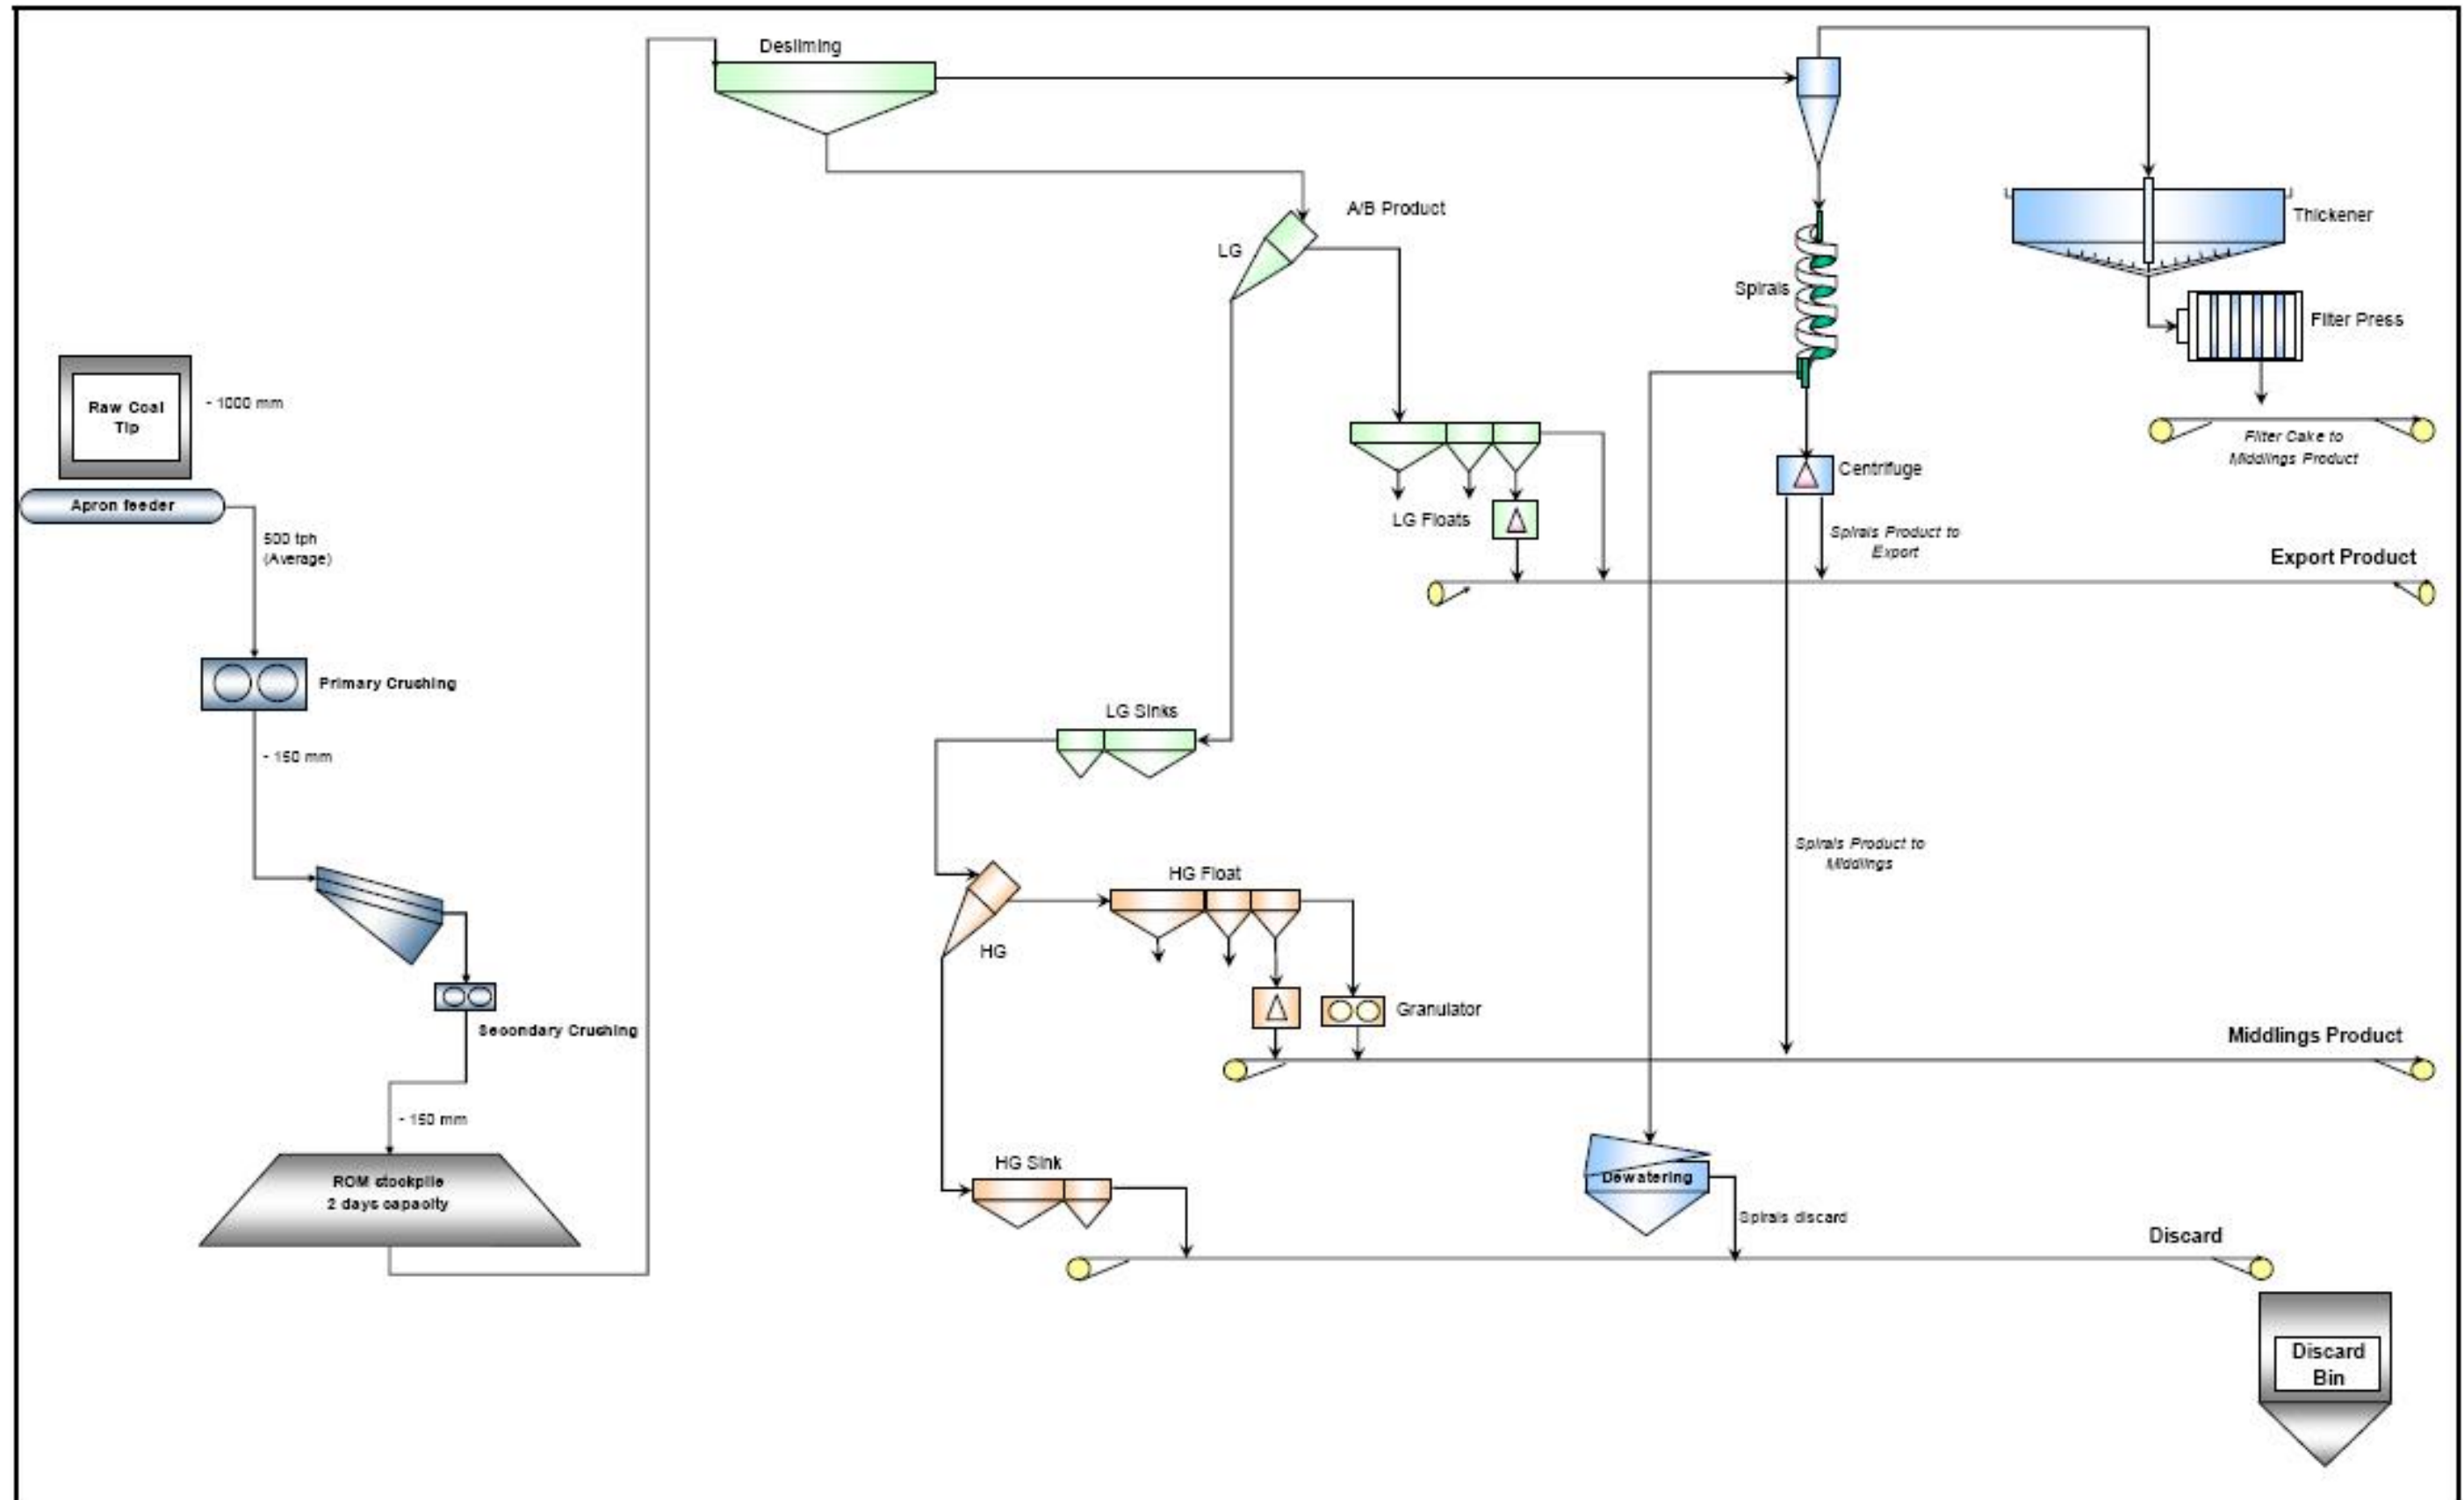 Desliming
A/B Product
LG
Thickener
Spirals
Filter Press
Raw Coal
Tip
- 1000 mm
Filter Cake to
Middlings Product
Centrifuge
Apron feeder
LG Floats
500 tph
(Average)
Spirals Product to
Export
Export Product
Primary Crushing
LG Sinks
- 150 mm
Spirals Product to
Middlings
HG Float
HG
Granulator
Secondary Crushing
Middlings Product
- 150 mm
HG Sink
ROM stockpile
2 days capacity
Dewatering
Spirals discard
Discard
Discard
Bin